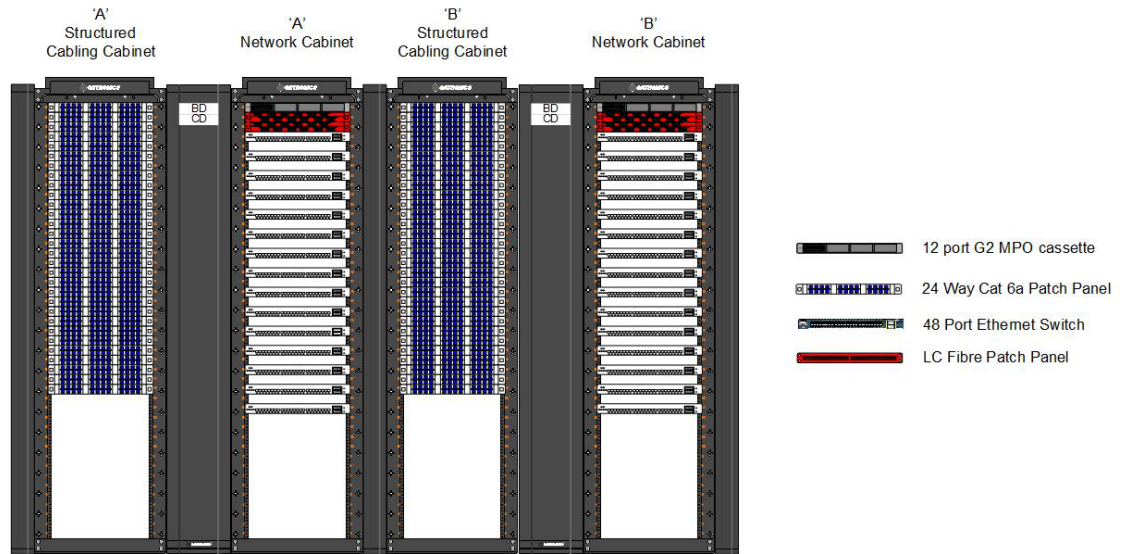 ‘A’
Structured
Cabling Cabinet
‘A’
Network Cabinet
‘B’
Structured
Cabling Cabinet
‘B’
Network Cabinet
BD
CD
BD
CD
12 port G2 MPO cassette
24 Way Cat 6a Patch Panel
48 Port Ethernet Switch
LC Fibre Patch Panel